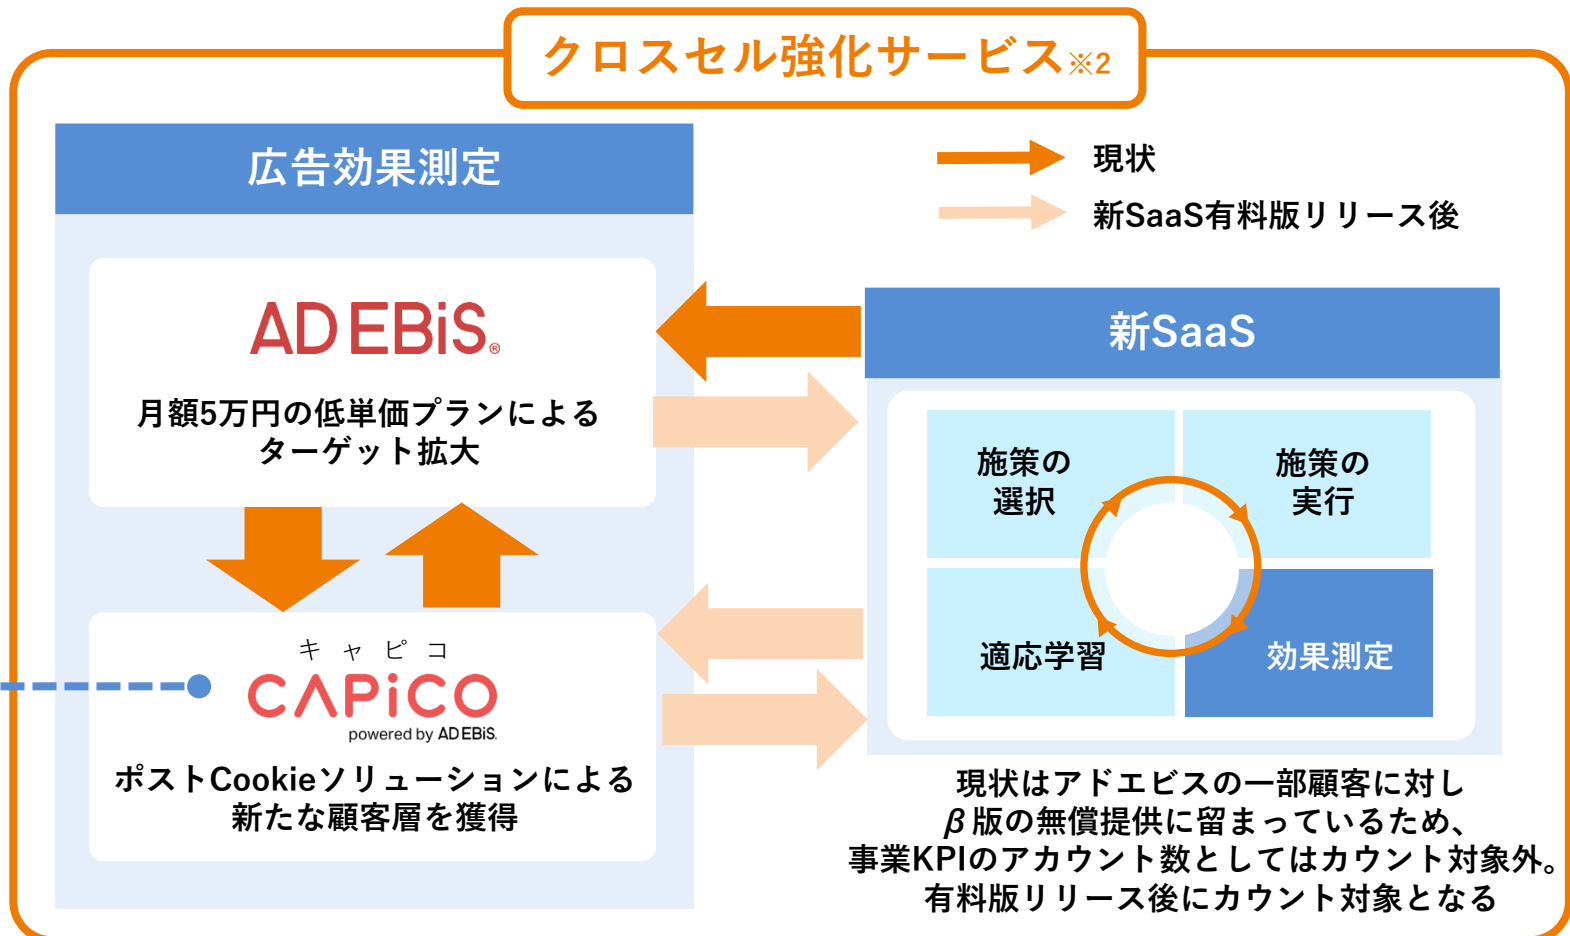 クロスセル強化サービス※2
広告効果測定
現状
新SaaS有料版リリース後
AD EBiS®
月額5万円の低単価プランによる
ターゲット拡大
キャピコ
CAPiCO
powered by AD EBiS.
ポストCookieソリューションによる
新たな顧客層を獲得
新SaaS
施策の
選択
施策の
実行
適応学習
効果測定
現状はアドエビスの一部顧客に対し
β版の無償提供に留まっているため、
事業KPIのアカウント数としてはカウント対象外。
有料版リリース後にカウント対象となる